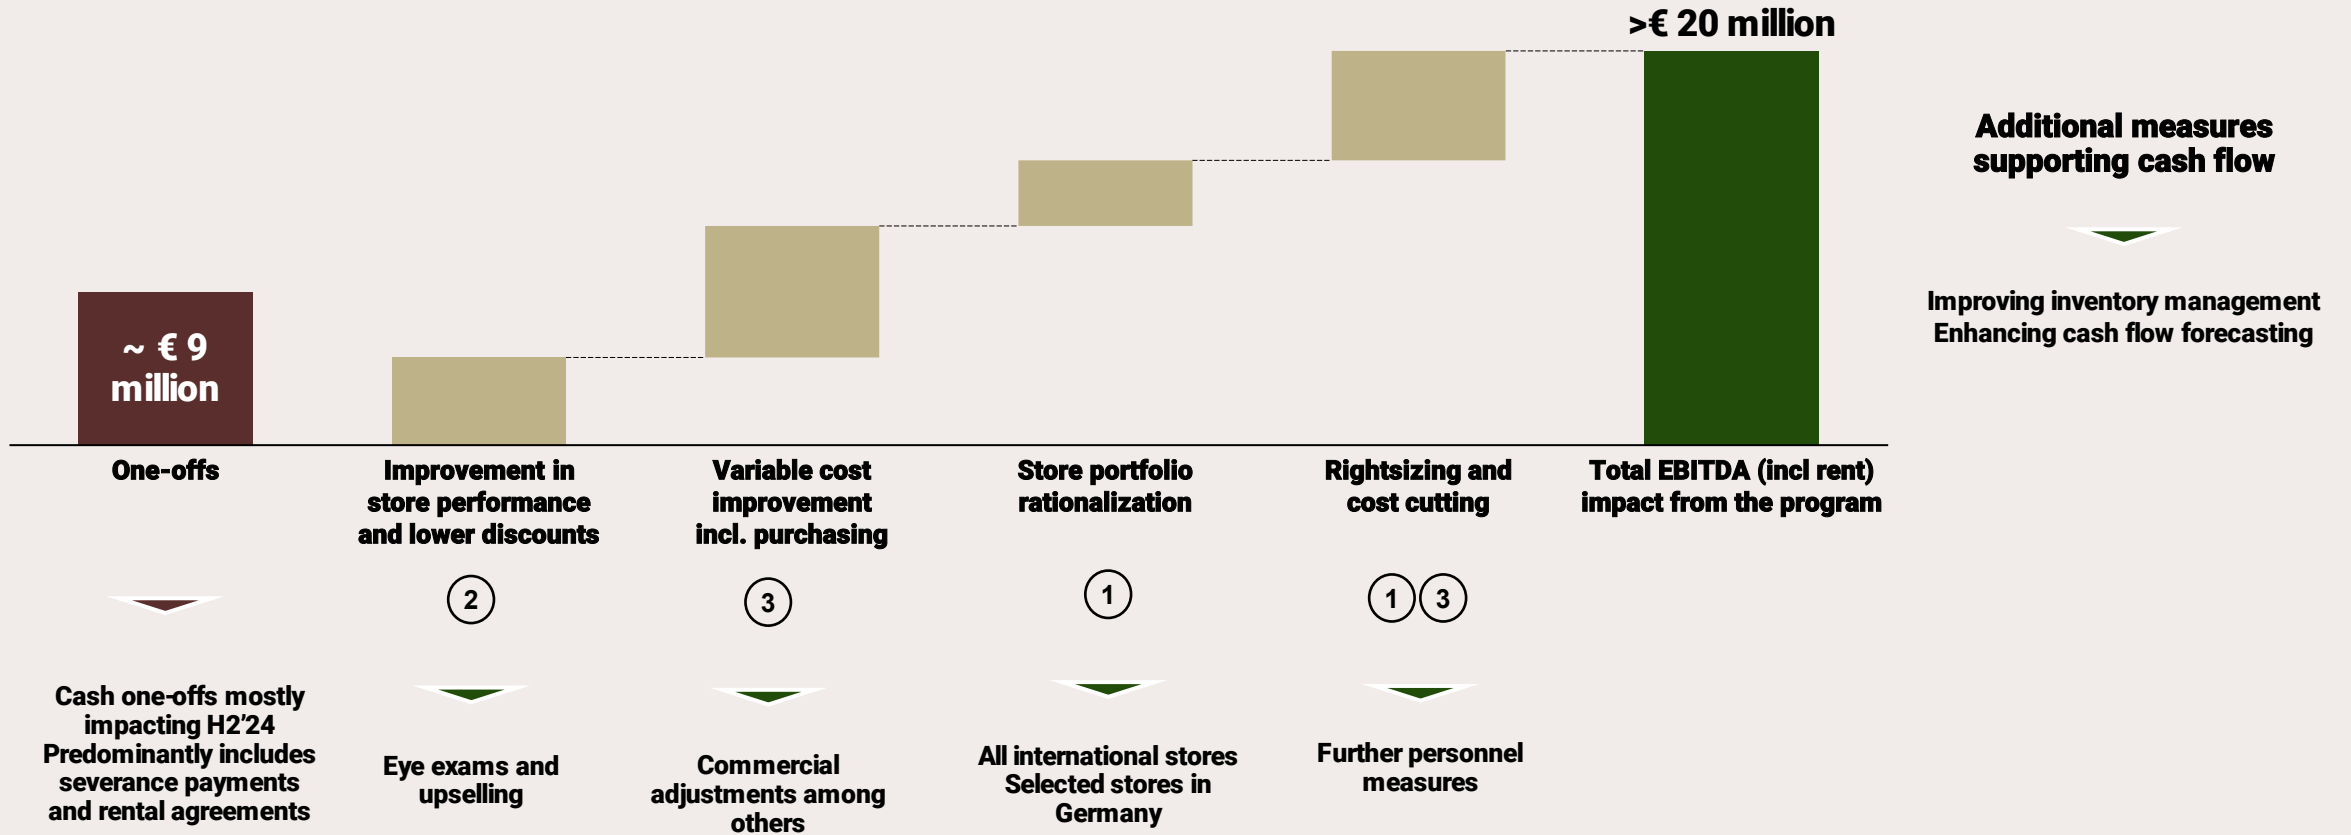 >€ 20 million
Additional measures
supporting cash flow
Improving inventory management
Enhancing cash flow forecasting
~ € 9
million
One-offs
Improvement in
store performance
and lower discounts
Variable cost
improvement
incl. purchasing
Store portfolio
rationalization
Rightsizing and
cost cutting
Total EBITDA (incl rent)
impact from the program
2
3
1
1 3
Cash one-offs mostly
impacting H2'24
Predominantly includes
severance payments
and rental agreements
Eye exams and
upselling
Commercial
adjustments among
others
All international stores
Selected stores in
Germany
Further personnel
measures